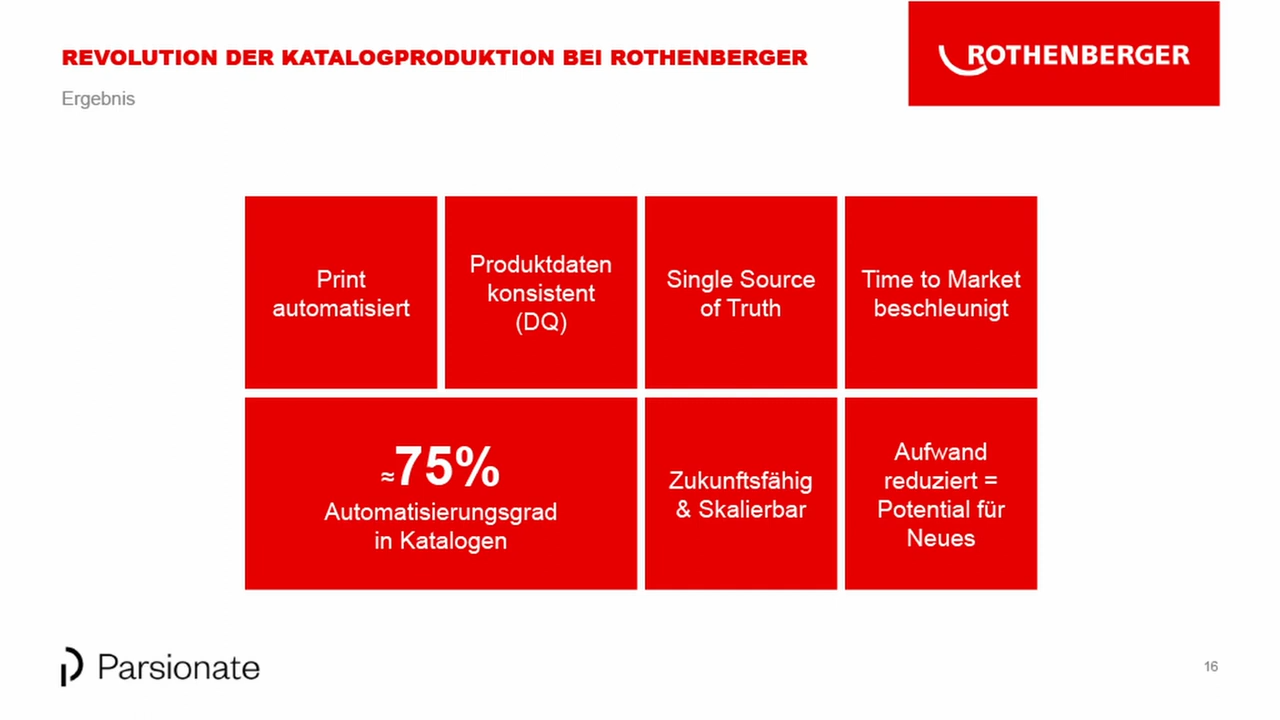 REVOLUTION DER KATALOGPRODUKTION BEI ROTHENBERGER
ROTHENBERGER
Ergebnis
Print
automatisiert
Produktdaten
konsistent
(DQ)
Single Source
of Truth
Time to Market
beschleunigt
≈75%
Automatisierungsgrad
in Katalogen
Zukunftsfähig
& Skalierbar
Aufwand
reduziert =
Potential für
Neues
Parsionate
16